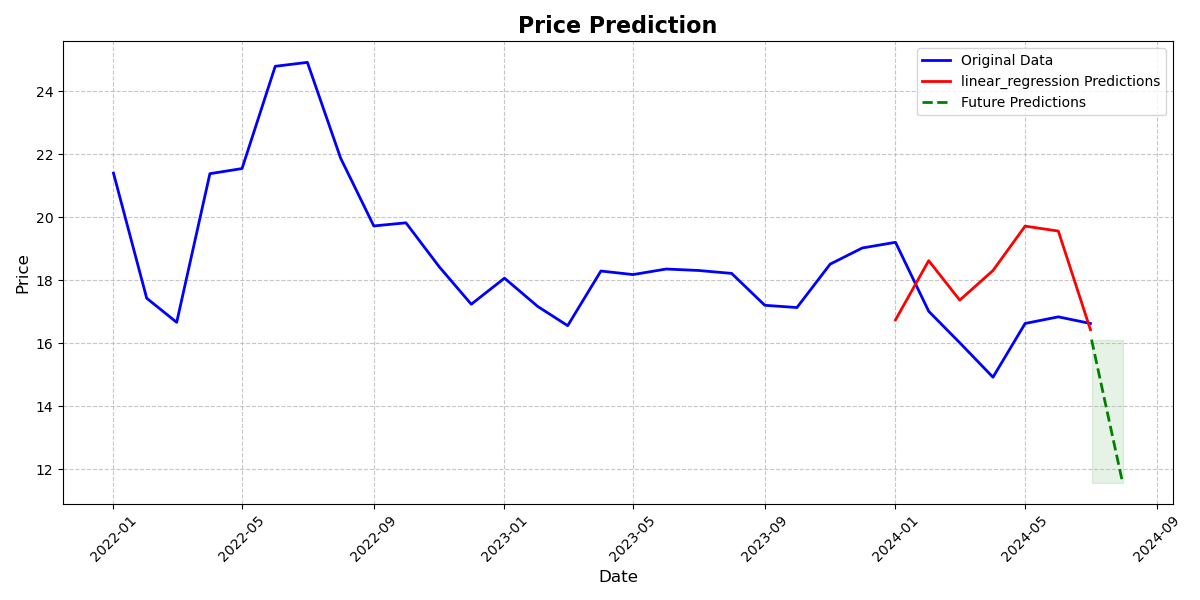 Price Prediction
Original Data
linear_regression Predictions
Future Predictions
Price
24
22
20
18
16
14
12
2022-01
2022-05
2022-09
2023-01
2023-05
2023-09
2024-01
2024-05
2024-09
Date